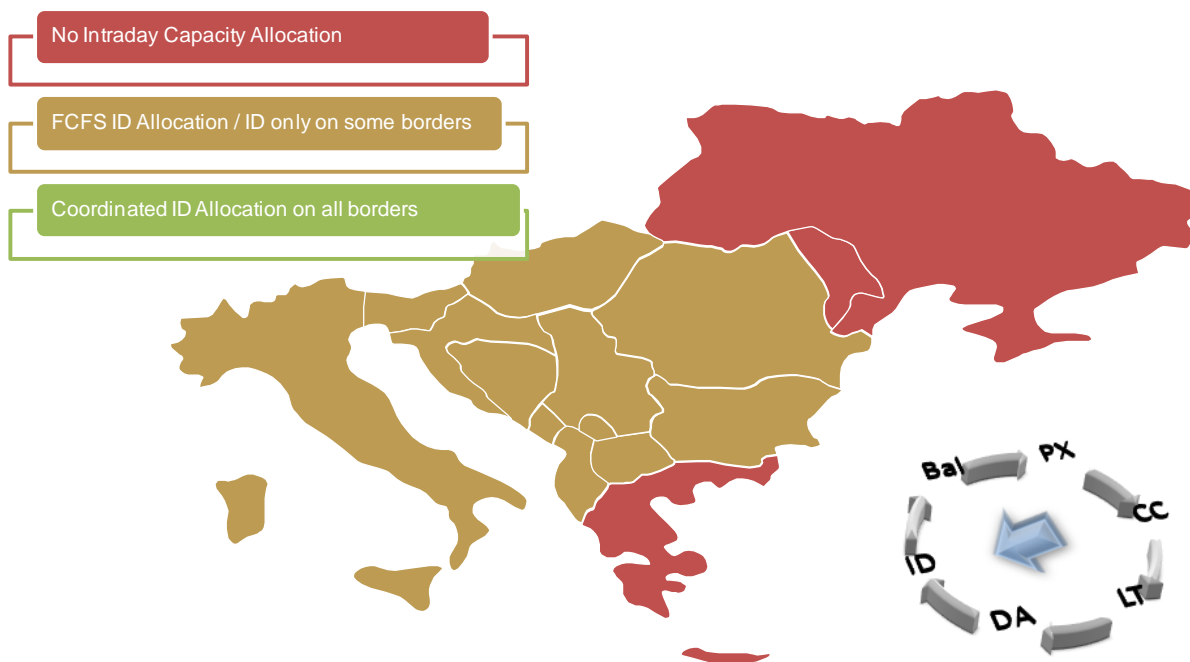 No Intraday Capacity Allocation
FCFS ID Allocation / ID only on some borders
Coordinated ID Allocation on all borders
Bal
PX
CC
ID
LT
DA